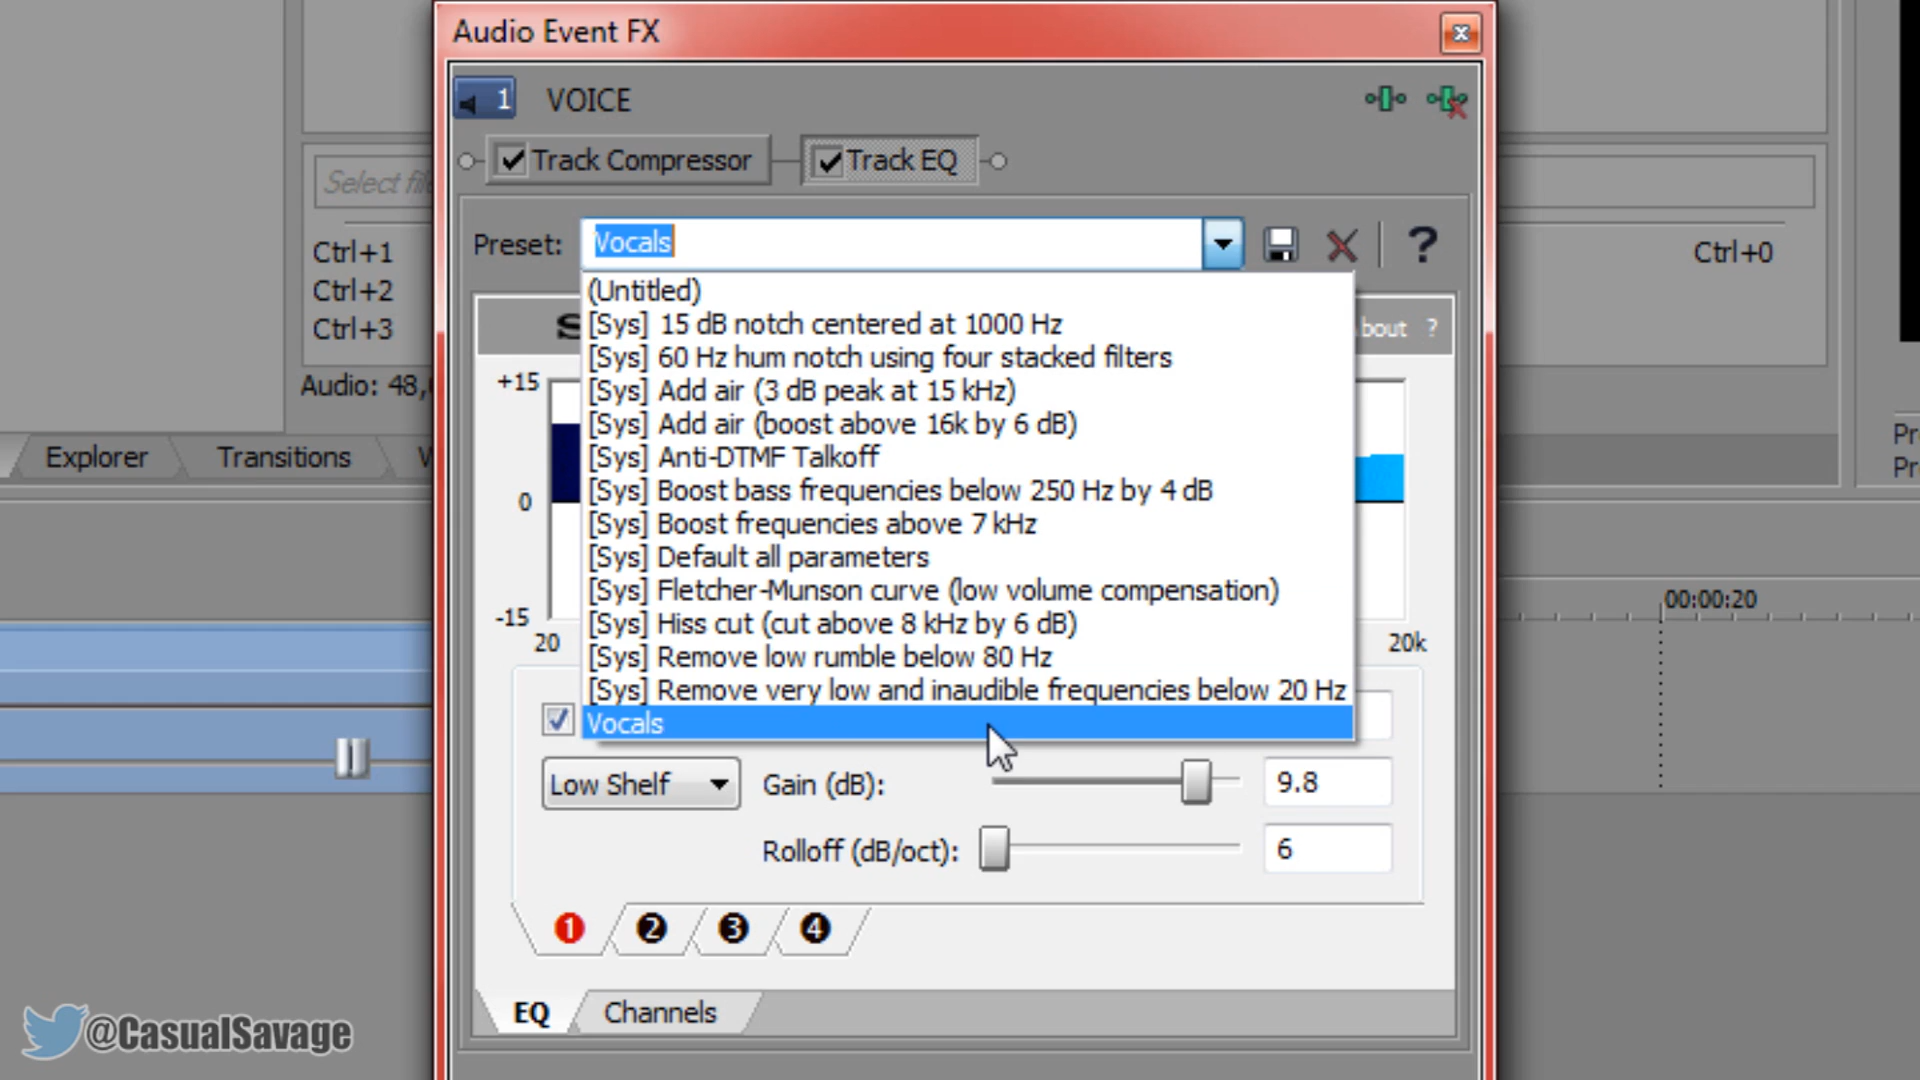 Audio Event FX
1 VOICE
Track Compressor Track EQ
Select file
Preset: Vocals ?
Ctrl+1 Ctrl+0
Ctrl+2
Ctrl+3
(Untitled)
[Sys] 15 dB notch centered at 1000 Hz
[Sys] 60 Hz hum notch using four stacked filters
[Sys] Add air (3 dB peak at 15 kHz)
[Sys] Add air (boost above 16k by 6 dB)
[Sys] Anti-DTMF Talkoff
[Sys] Boost bass frequencies below 250 Hz by 4 dB
[Sys] Boost frequencies above 7 kHz
[Sys] Default all parameters
[Sys] Fletcher-Munson curve (low volume compensation)
[Sys] Hiss cut (cut above 8 kHz by 6 dB)
[Sys] Remove low rumble below 80 Hz
[Sys] Remove very low and inaudible frequencies below 20 Hz
Vocals
bout ?
+15
0
-15
20 20k
Audio: 48,
Explorer Transitions
Pr
Pr
00:00:20
Low Shelf Gain (dB): 9.8
Rolloff (dB/oct): 6
1 2 3 4
EQ Channels
@CasualSavage